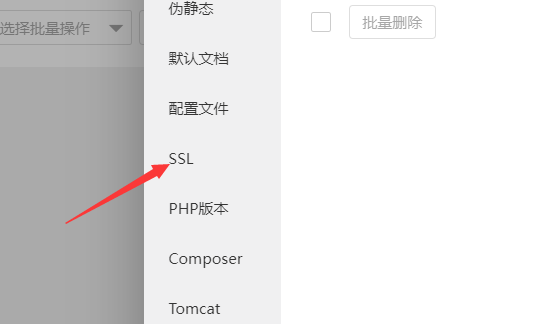 伪静态
选择批量操作
批量删除
默认文档
配置文件
SSL
PHP版本
Composer
Tomcat